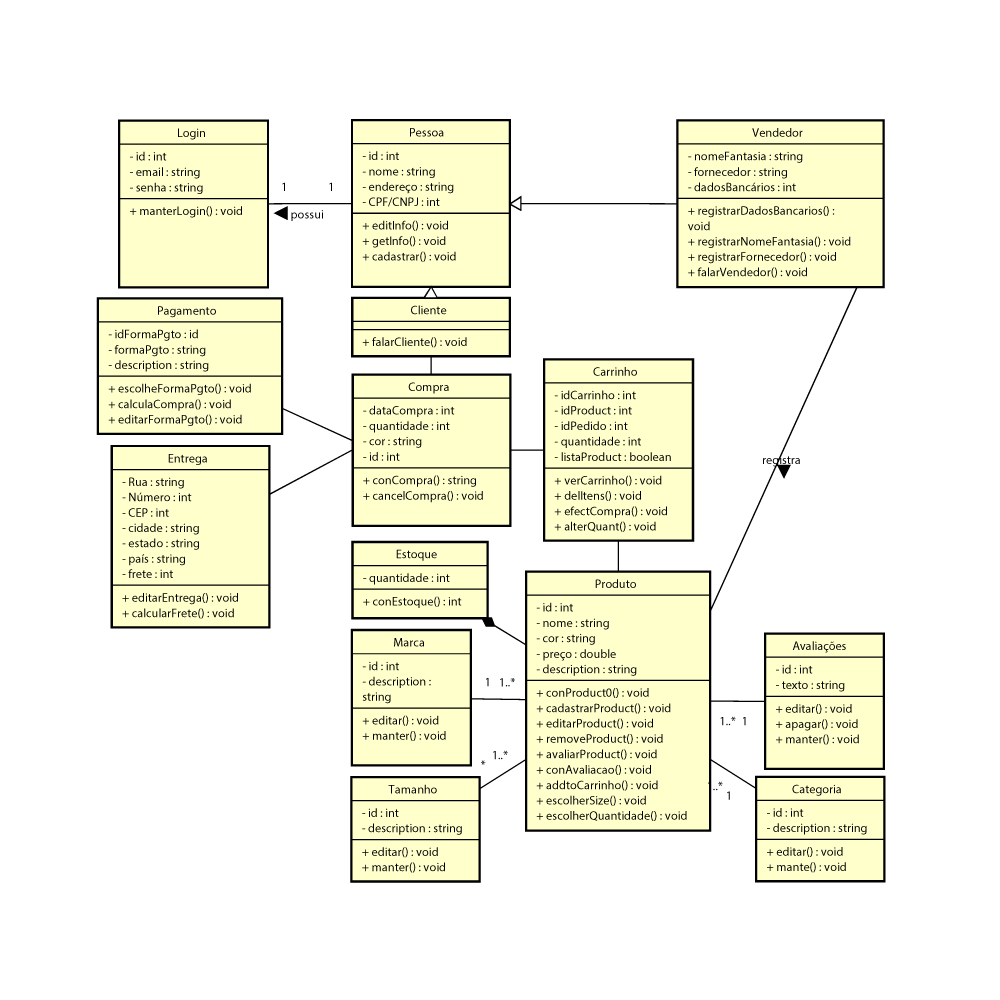 Login
- id : int
- email : string
- senha : string
+ manterLogin() : void
1
1
possui
Pessoa
- id : int
- nome : string
- endereço : string
- CPF/CNPJ : int
+ editInfo() : void
+ getInfo() : void
+ cadastrar() : void
Vendedor
- nomeFantasia : string
- fornecedor : string
- dadosBancários : int
+ registrarDadosBancarios() :
void
+ registrarNomeFantasia() : void
+ registrarFornecedor() : void
+ falarVendedor() : void
Pagamento
- idFormaPgto : id
- formaPgto : string
- description : string
+ escolheFormaPgto() : void
+ calculaCompra() : void
+ editarFormaPgto() : void
Cliente
+ falarCliente() : void
Compra
- dataCompra : int
- quantidade : int
- cor : string
- id : int
+ conCompra() : string
+ cancelCompra() : void
Carrinho
- idCarrinho : int
- idProduct : int
- idPedido : int
- quantidade : int
- listaProduct : boolean
+ verCarrinho() : void
+ delItens() : void
+ efectCompra() : void
+ alterQuant() : void
registra
Entrega
- Rua : string
- Número : int
- CEP : int
- cidade : string
- estado : string
- país : string
- frete : int
+ editarEntrega() : void
+ calcularFrete() : void
Estoque
- quantidade : int
+ conEstoque() : int
Produto
- id : int
- nome : string
- cor : string
- preço : double
- description : string
+ conProduct0() : void
+ cadastrarProduct() : void
+ editarProduct() : void
+ removeProduct() : void
+ avaliarProduct() : void
+ conAvaliacao() : void
+ addtoCarrinho() : void
+ escolherSize() : void
+ escolherQuantidade() : void
Marca
- id : int
- description :
string
+ editar() : void
+ manter() : void
1 1..*
Avaliações
- id : int
- texto : string
+ editar() : void
+ apagar() : void
+ manter() : void
1..* 1
Tamanho
- id : int
- description : string
+ editar() : void
+ manter() : void
* 1..*
Categoria
- id : int
- description : string
+ editar() : void
+ mante() : void
..*
1